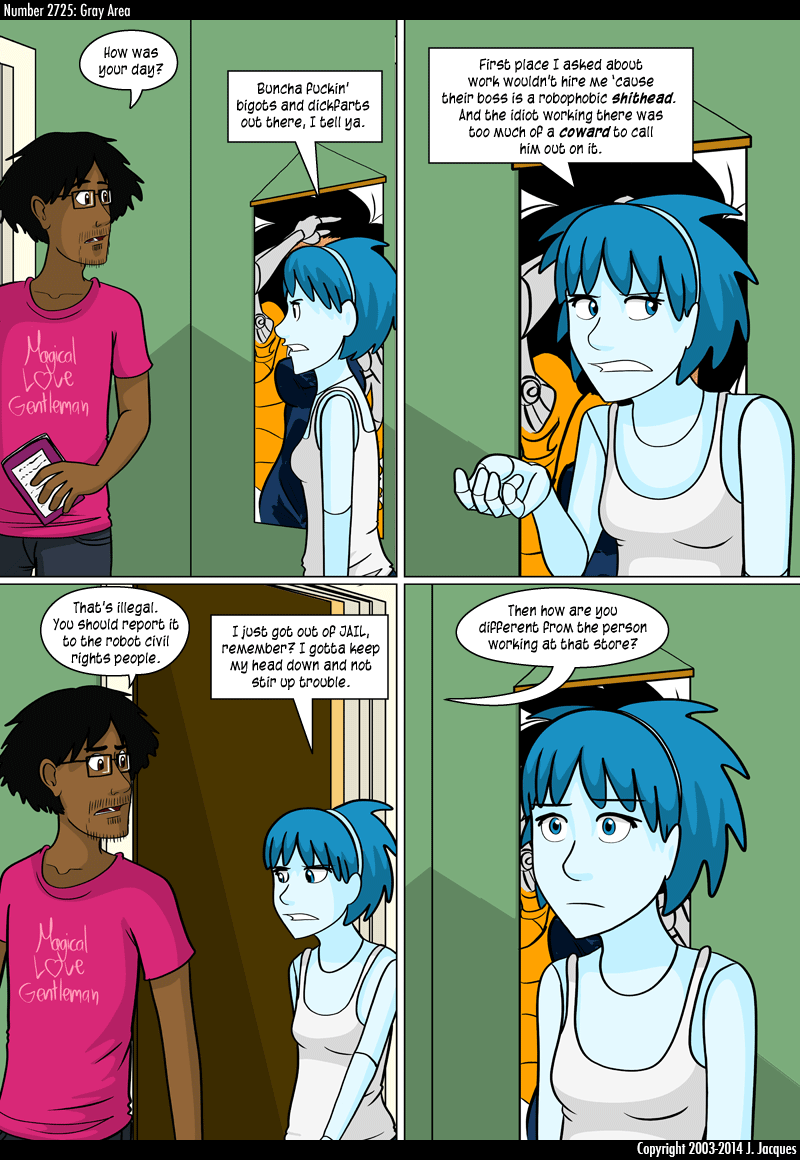 Number 2725: Gray Area
How was
your day?
Buncha fuckin'
bigots and dickfarts
out there, I tell ya.
First place I asked about
work wouldn't hire me 'cause
their boss is a robophobic shithead.
And the idiot working there was
too much of a coward to call
him out on it.
Magical
Love
Gentleman
That's illegal.
You should report it
to the robot civil
rights people.
I just got out of JAIL,
remember? I gotta keep
my head down and not
stir up trouble.
Magical
Love
Gentleman
Then how are you
different from the person
working at that store?
Copyright 2003-2014 J. Jacques